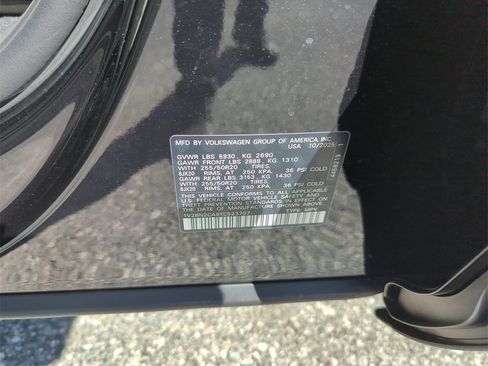 MFD BY VOLKSWAGEN GROUP OF AMERICA, INC.
USA 10/2025
GVWR LBS 5930, KG 2690
GAWR FRONT LBS 2888, KG 1310
WITH 255/50R20 TIRES,
8JX20 RIMS, AT 250 KPA, 36 PSI COLD
GAWR REAR LBS 3153 KG 1430
WITH 255/50R20 TIRES,
8JX20 RIMS, AT 250 KPA, 36 PSI COLD
THIS VEHICLE CONFORMS TO ALL APPLICABLE
U.S. FEDERAL MOTOR VEHICLE SAFETY AND
THEFT PREVENTION STANDARDS IN EFFECT
ON THE DATE OF MANUFACTURE SHOWN ABOVE.
1V2BN2CA9TC523707 TYPE: MPV